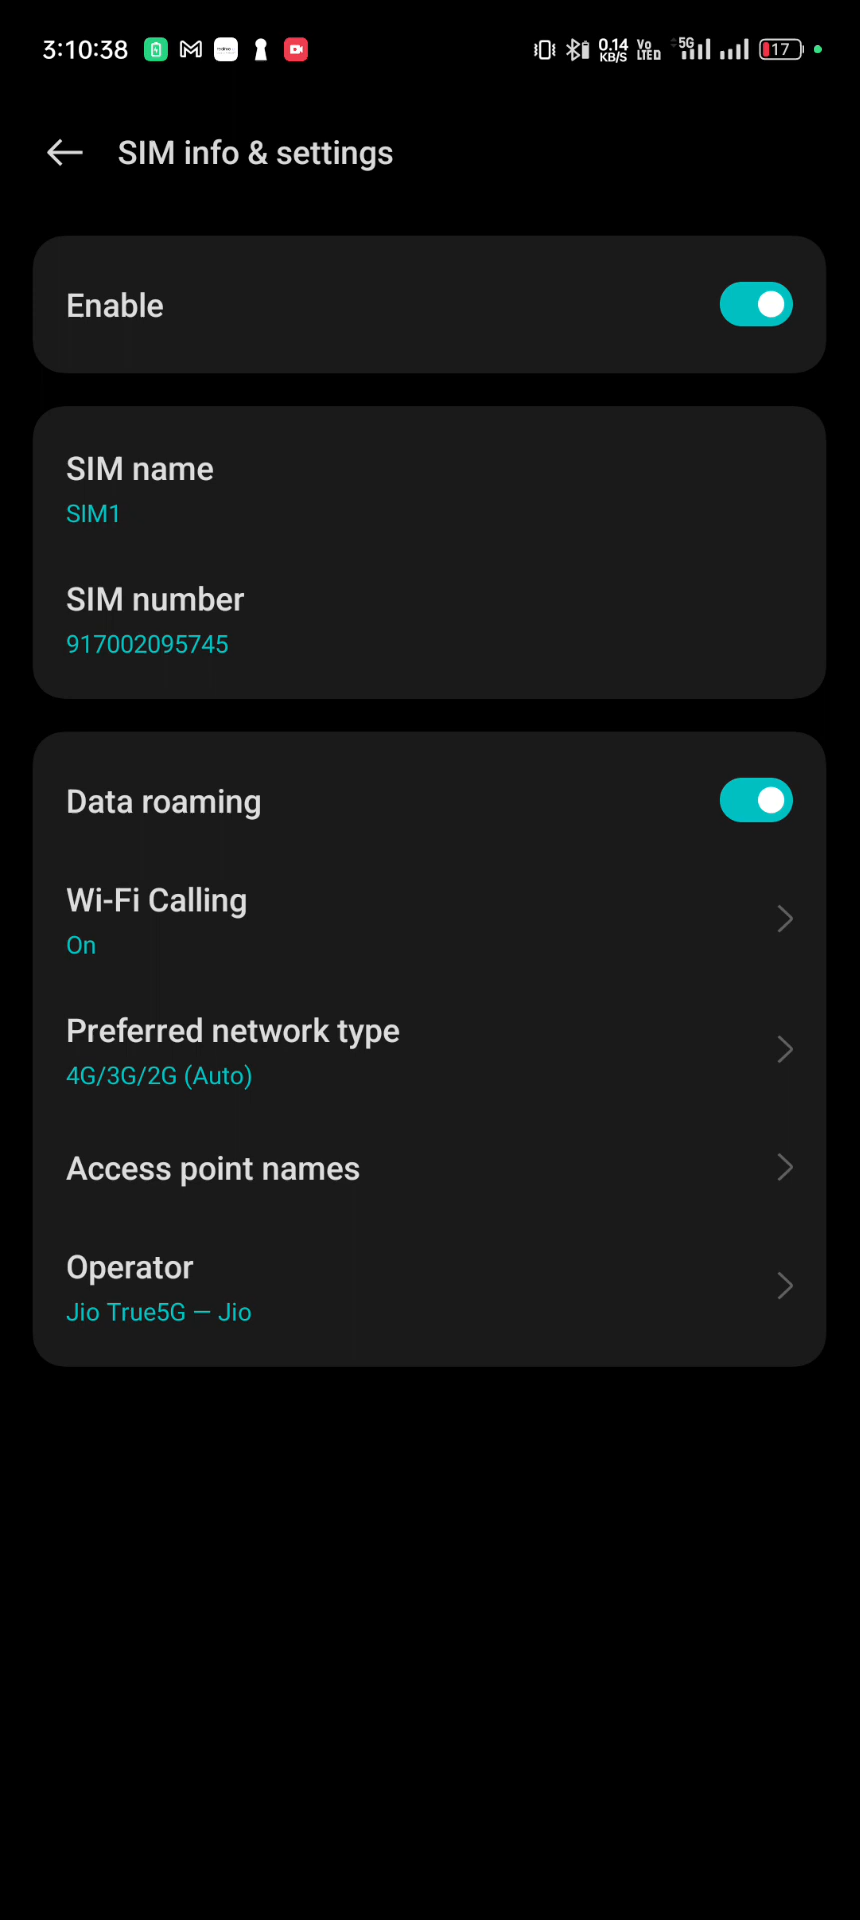 3:10:38 0.14 KB/S Vo LTE 5G 17
SIM info & settings
Enable
SIM name
SIM1
SIM number
917002095745
Data roaming
Wi-Fi Calling
On
Preferred network type
4G/3G/2G (Auto)
Access point names
Operator
Jio True5G — Jio